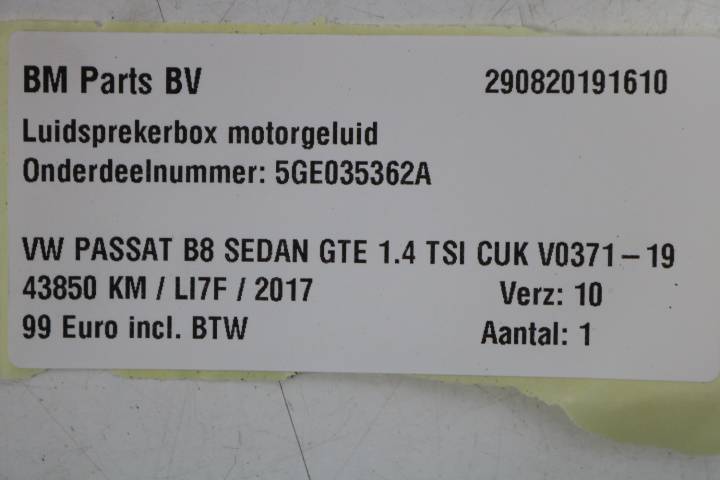 BM Parts BV 290820191610
Luidsprekerbox motorgeluid
Onderdeelnummer: 5GE035362A
VW PASSAT B8 SEDAN GTE 1.4 TSI CUK V0371-19
43850 KM / LI7F / 2017 Verz: 10
99 Euro incl. BTW Aantal: 1